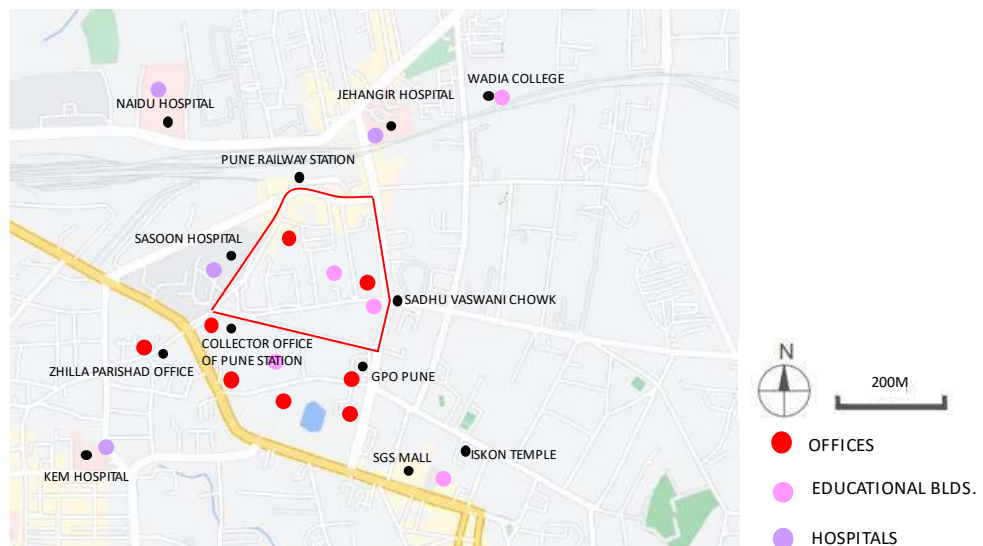 WADIA COLLEGE
JEHANGIR HOSPITAL
NAIDU HOSPITAL
PUNE RAILWAY STATION
SASOON HOSPITAL
SADHU VASWANI CHOWK
COLLECTOR OFFICE
OF PUNE STATION
ZHILLA PARISHAD OFFICE
GPO PUNE
SGS MALL
ISKON TEMPLE
KEM HOSPITAL
N
200M
OFFICES
EDUCATIONAL BLDS.
HOSPITALS